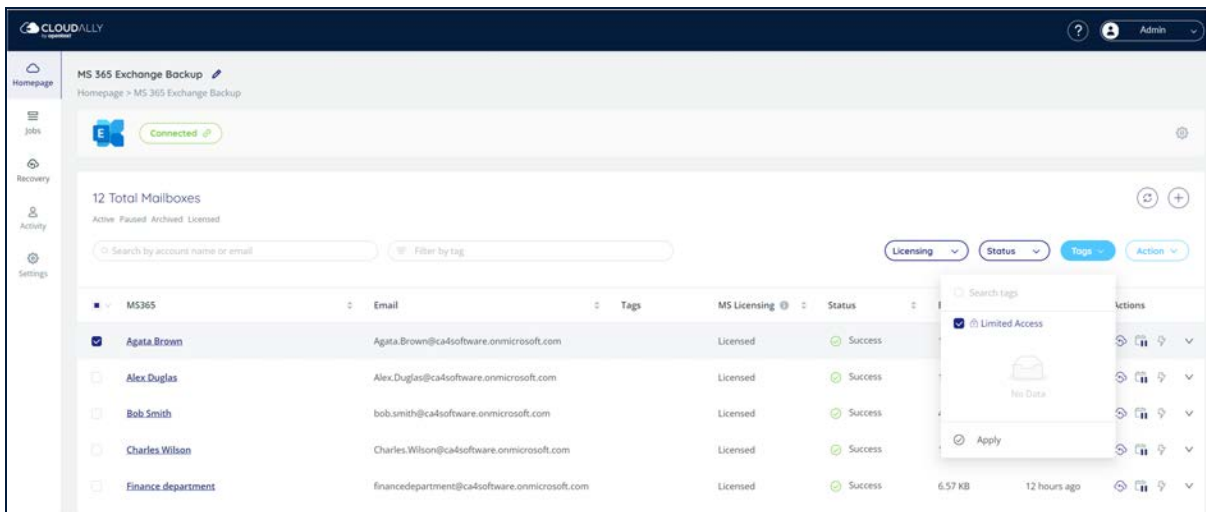 CLOUDALLY
by opentext
? Admin
Homepage
Jobs
Recovery
Activity
Settings
MS 365 Exchange Backup
Homepage > MS 365 Exchange Backup
E Connected
12 Total Mailboxes
Active Paused Archived Licensed
Search by account name or email
Filter by tag
Licensing Status Tags Action
MS365 Email Tags MS Licensing Status Actions
Search tags
Limited Access
No Data
Apply
Agata Brown Agata.Brown@ca4software.onmicrosoft.com Licensed Success
Alex Duglas Alex.Duglas@ca4software.onmicrosoft.com Licensed Success
Bob Smith bob.smith@ca4software.onmicrosoft.com Licensed Success
Charles Wilson Charles.Wilson@ca4software.onmicrosoft.com Licensed Success
Finance department financedepartment@ca4software.onmicrosoft.com Licensed Success 6.57 KB 12 hours ago